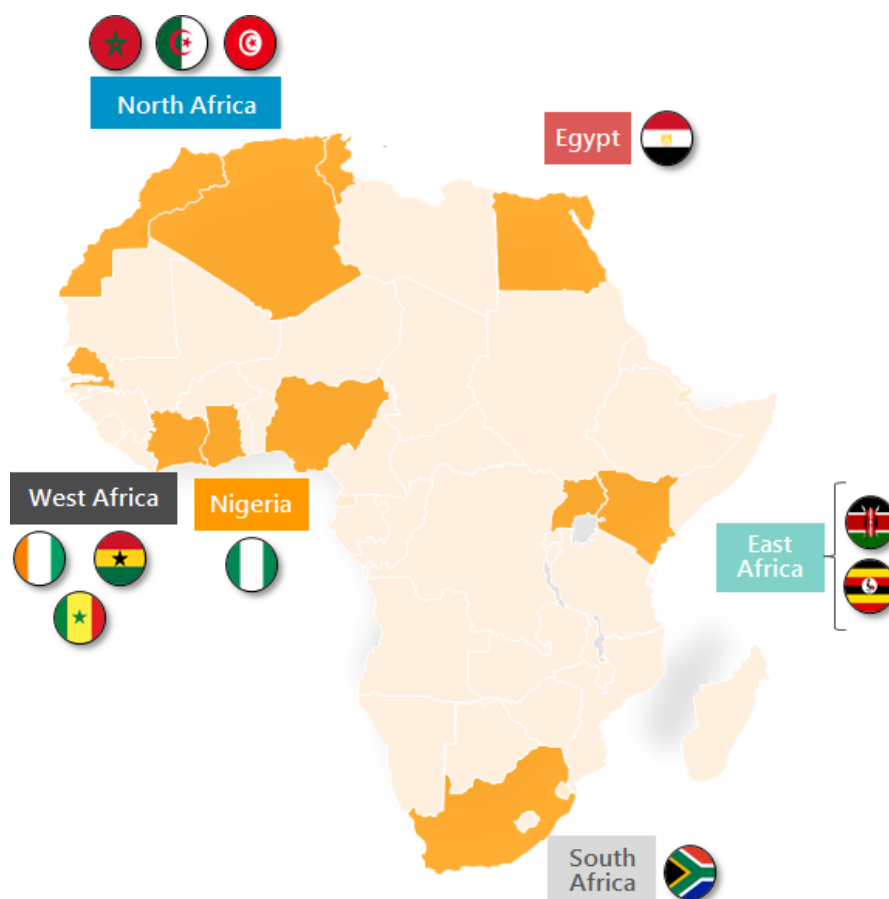 North Africa
Egypt
West Africa
Nigeria
East
Africa
South
Africa